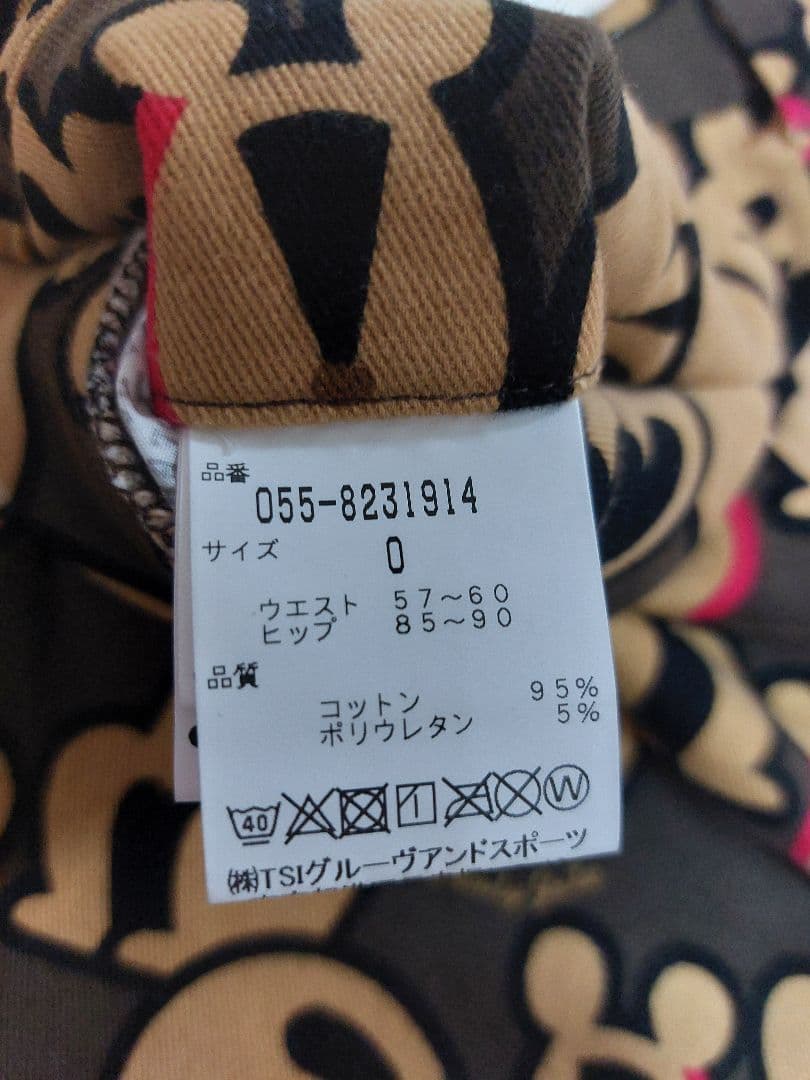 品番
055-8231914
サイズ 0
ウエスト 57～60
ヒップ 85～90
品質
コットン 95%
ポリウレタン 5%
40
W
㈱TSIグルーヴアンドスポーツ